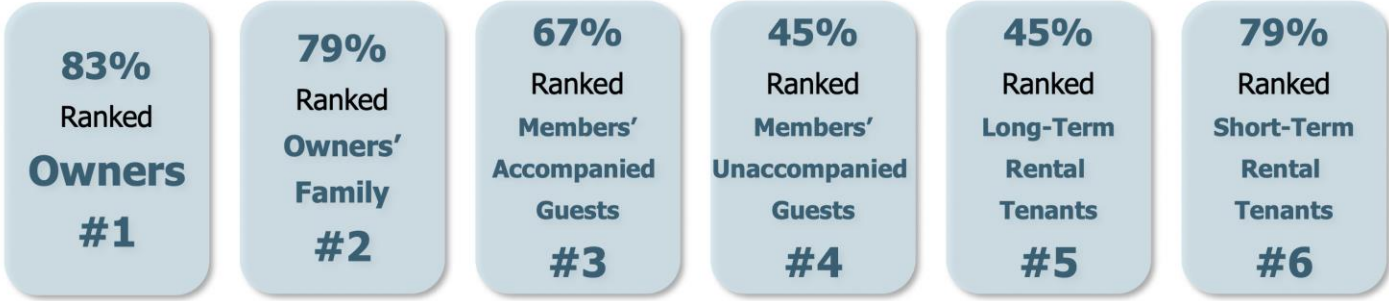 83%
Ranked
Owners
#1
79%
Ranked
Owners’
Family
#2
67%
Ranked
Members’
Accompanied
Guests
#3
45%
Ranked
Members’
Unaccompanied
Guests
#4
45%
Ranked
Long-Term
Rental
Tenants
#5
79%
Ranked
Short-Term
Rental
Tenants
#6